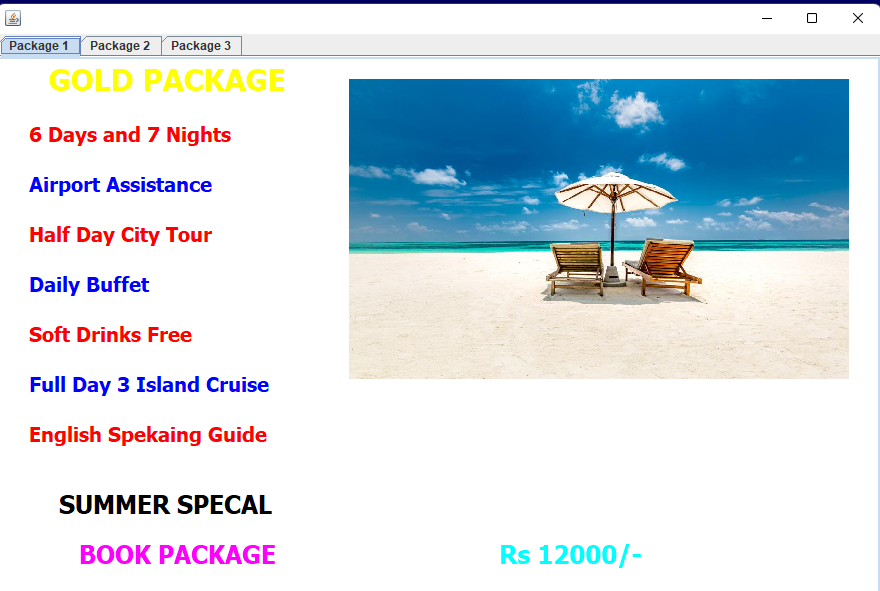 Package 1 Package 2 Package 3
GOLD PACKAGE
6 Days and 7 Nights
Airport Assistance
Half Day City Tour
Daily Buffet
Soft Drinks Free
Full Day 3 Island Cruise
English Spekaing Guide
SUMMER SPECAL
BOOK PACKAGE Rs 12000/-